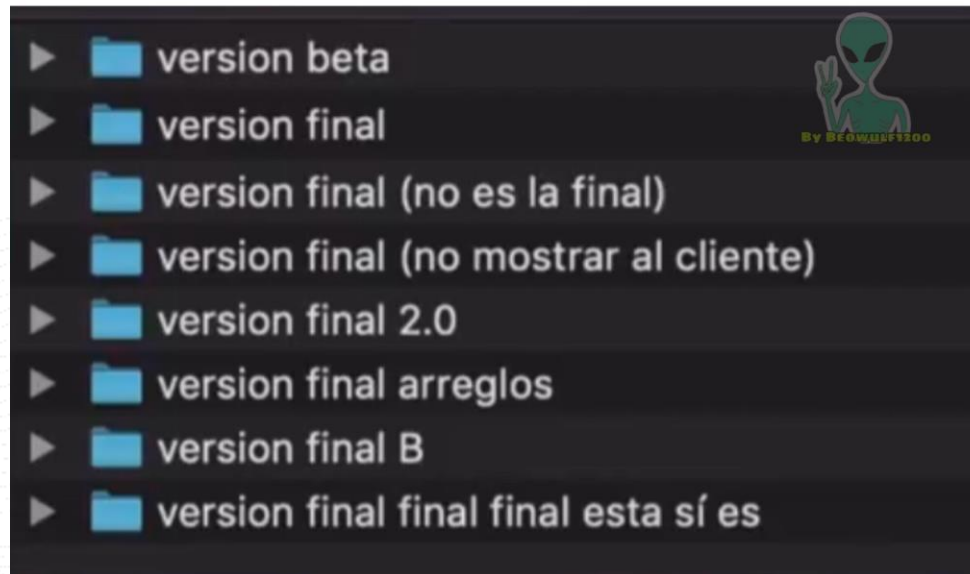 version beta
By Beowulf1200
version final
version final (no es la final)
version final (no mostrar al cliente)
version final 2.0
version final arreglos
version final B
version final final final esta sí es